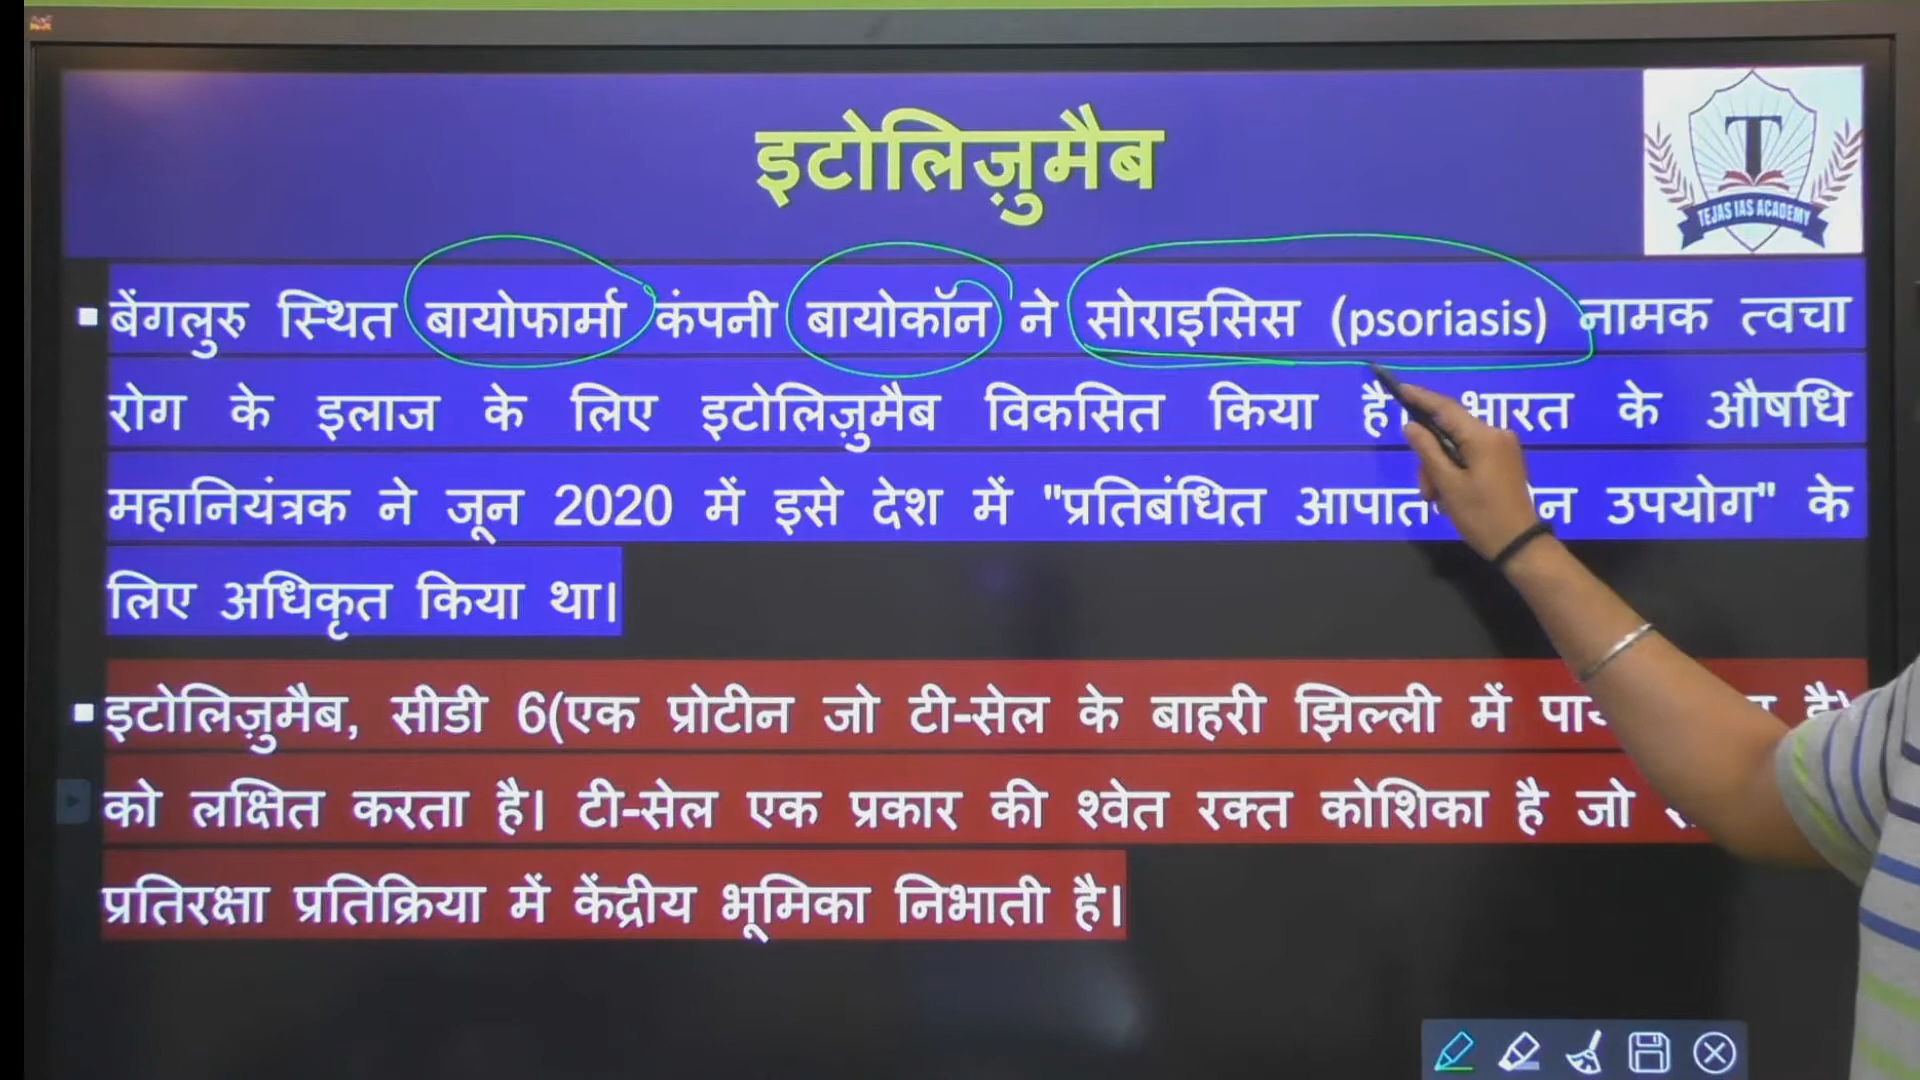 इटोलिज़ुमैब
T
TEJAS IAS ACADEMY
बेंगलुरु स्थित बायोफार्मा कंपनी बायोकॉन ने सोराइसिस (psoriasis) नामक त्वचा
रोग के इलाज के लिए इटोलिज़ुमैब विकसित किया है। भारत के औषधि
महानियंत्रक ने जून 2020 में इसे देश में "प्रतिबंधित उपयोग" के
लिए अधिकृत किया था।
इटोलिज़ुमैब, सीडी 6(एक प्रोटीन जो टी-सेल के बाहरी झिल्ली में है)
को लक्षित करता है। टी-सेल एक प्रकार की श्वेत रक्त कोशिका है जो
प्रतिरक्षा प्रतिक्रिया में केंद्रीय भूमिका निभाती है।